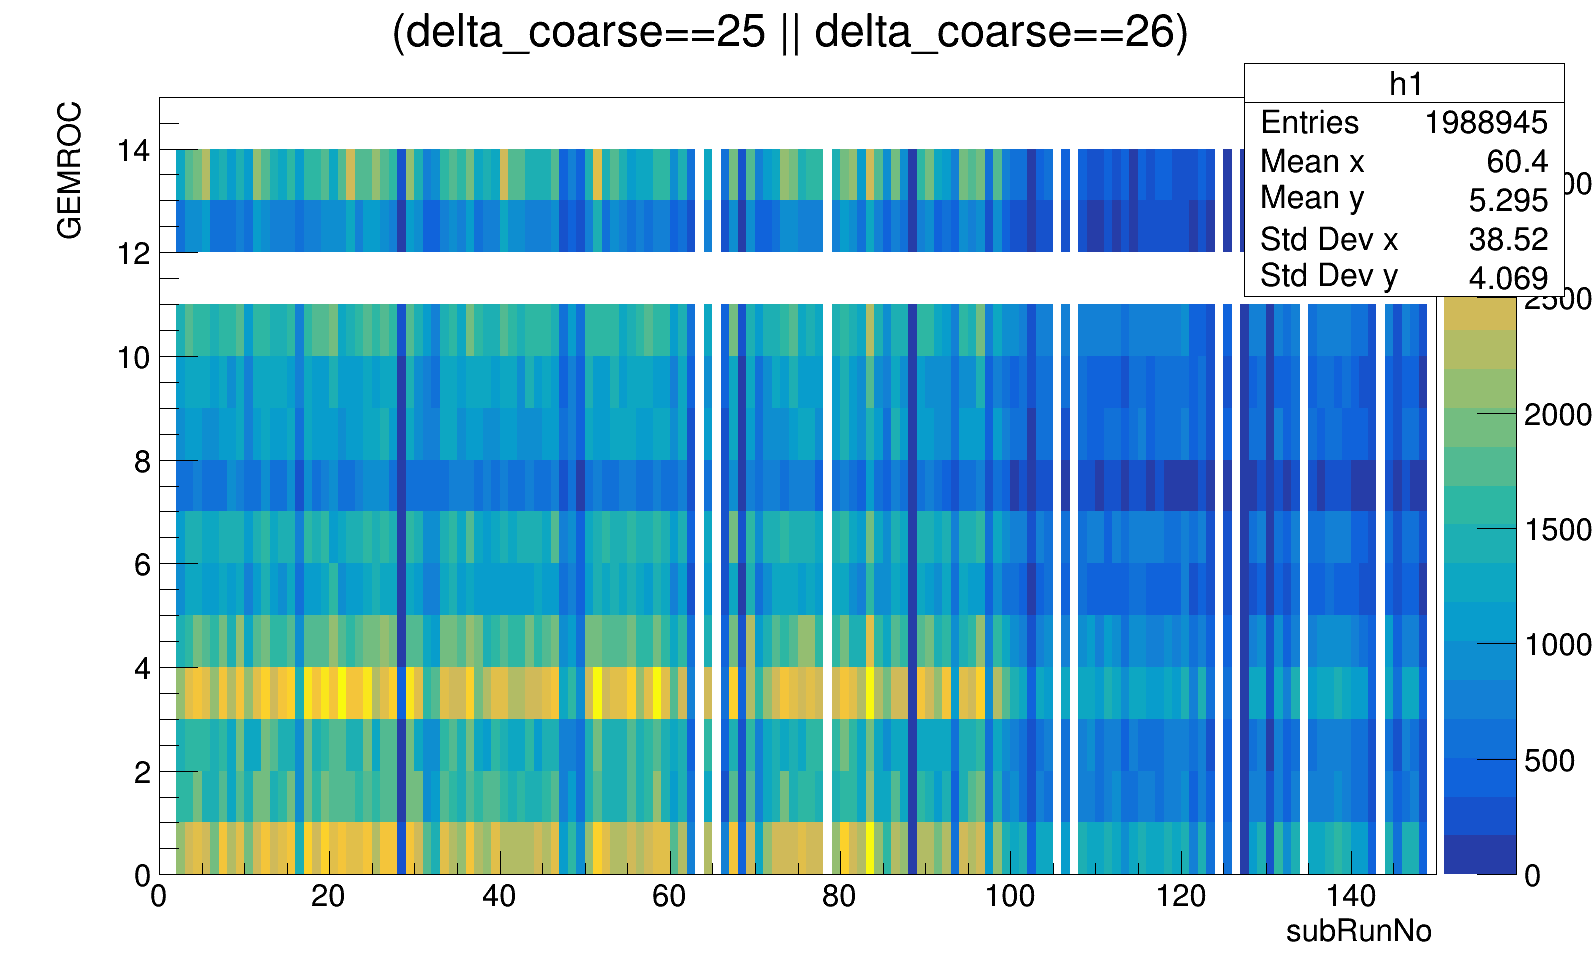 (delta_coarse==25 || delta_coarse==26)
h1
Entries 1988945
Mean x 60.4
Mean y 5.295
Std Dev x 38.52
Std Dev y 4.069
GEMROC
14
12
10
8
6
4
2
0
0 20 40 60 80 100 120 140
subRunNo
2500
2000
1500
1000
500
0